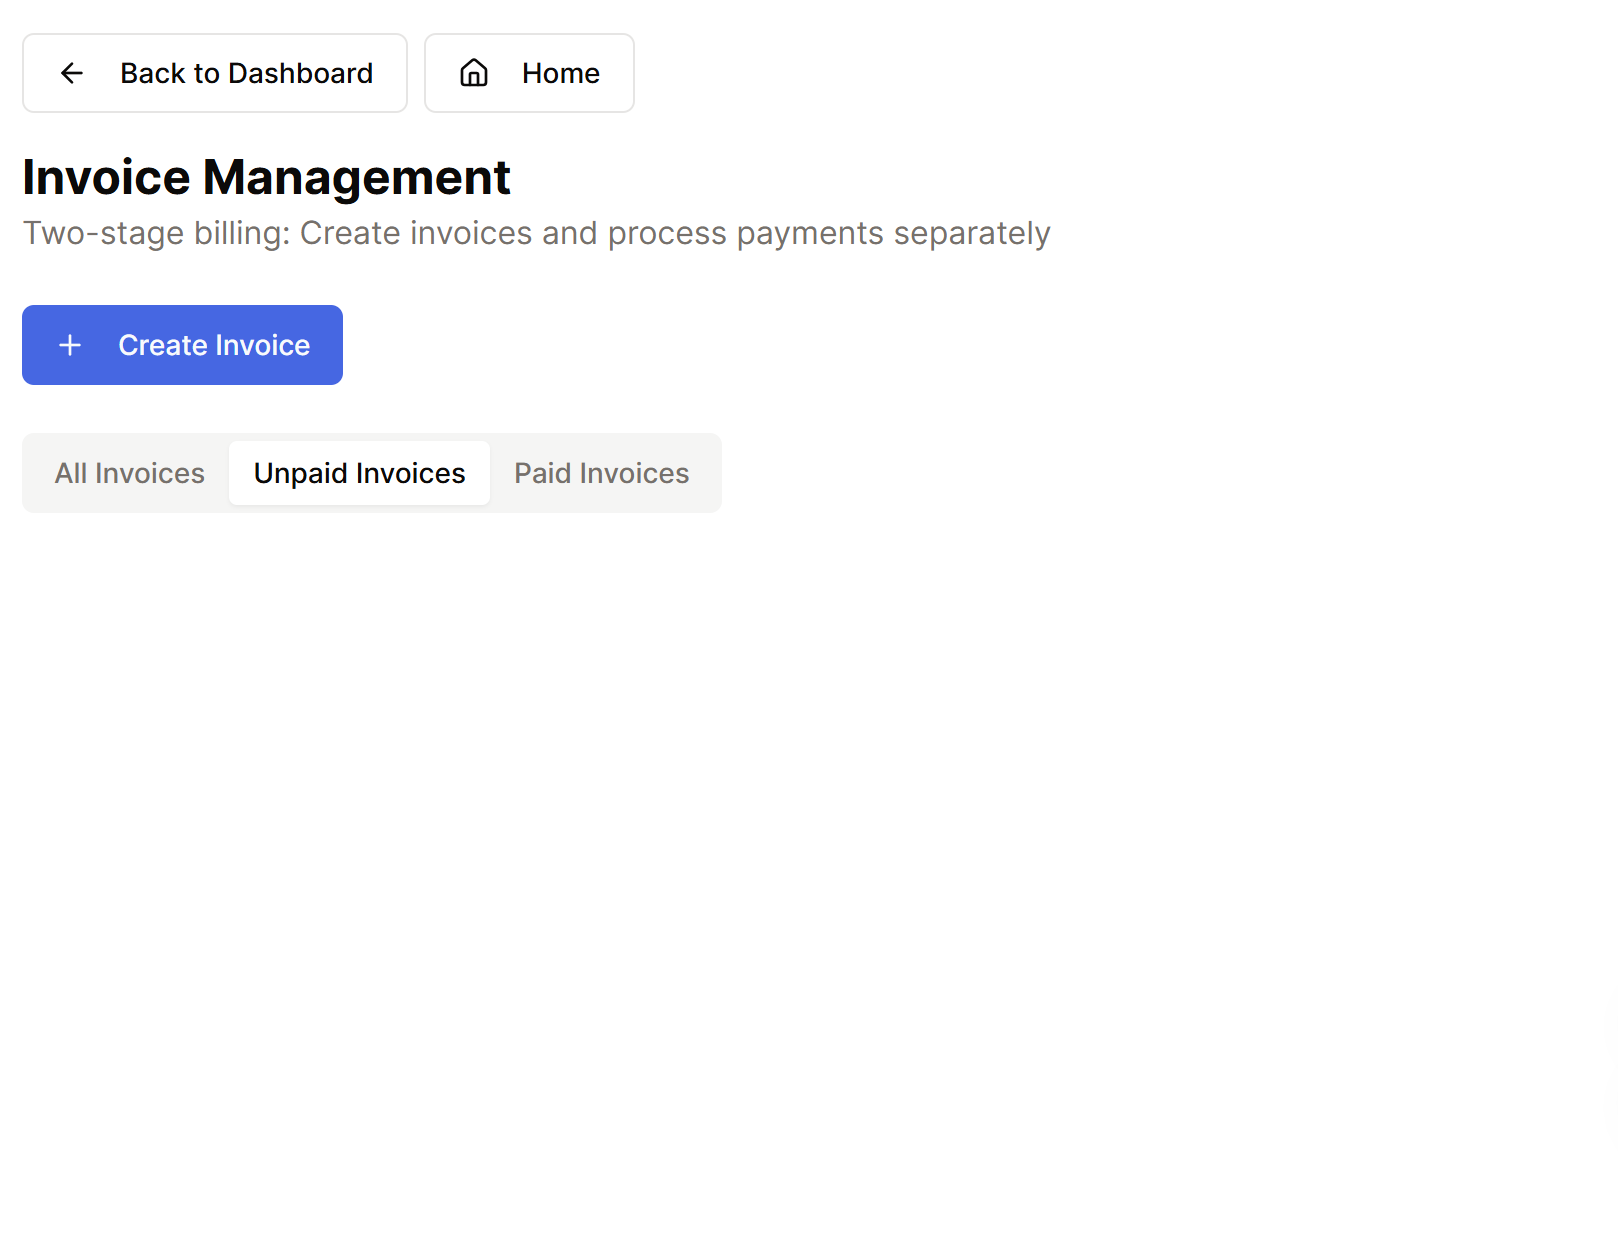 Back to Dashboard
Home
Invoice Management
Two-stage billing: Create invoices and process payments separately
Create Invoice
All Invoices
Unpaid Invoices
Paid Invoices